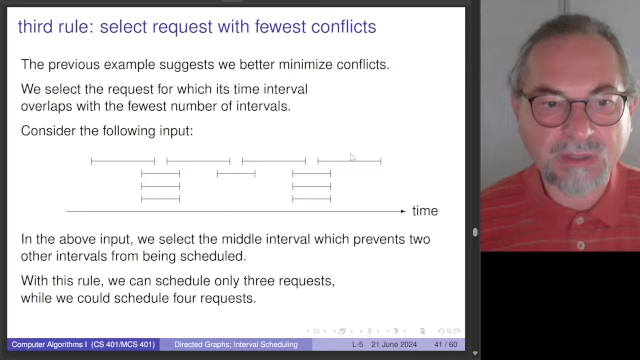 third rule: select request with fewest conflicts
The previous example suggests we better minimize conflicts.
We select the request for which its time interval
overlaps with the fewest number of intervals.
Consider the following input:
time
In the above input, we select the middle interval which prevents two
other intervals from being scheduled.
With this rule, we can schedule only three requests,
while we could schedule four requests.
Computer Algorithms I (CS 401/MCS 401) Directed Graphs; Interval Scheduling L-5 21 June 2024 41 / 60